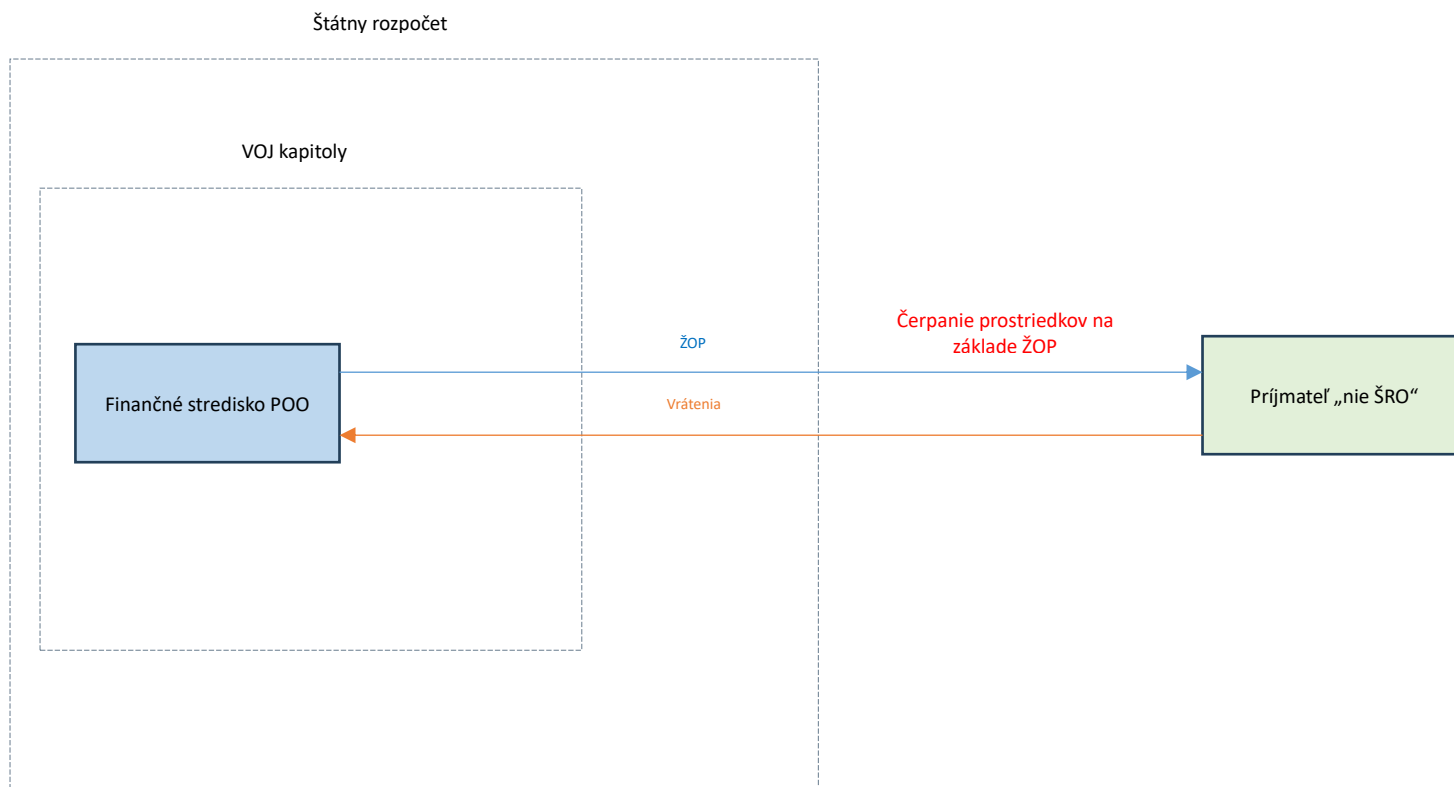 Štátny rozpočet
VOJ kapitoly
ŽOP
Čerpanie prostriedkov na
základe ŽOP
Finančné stredisko POO
Vrátenia
Príjmateľ „nie ŠRO“